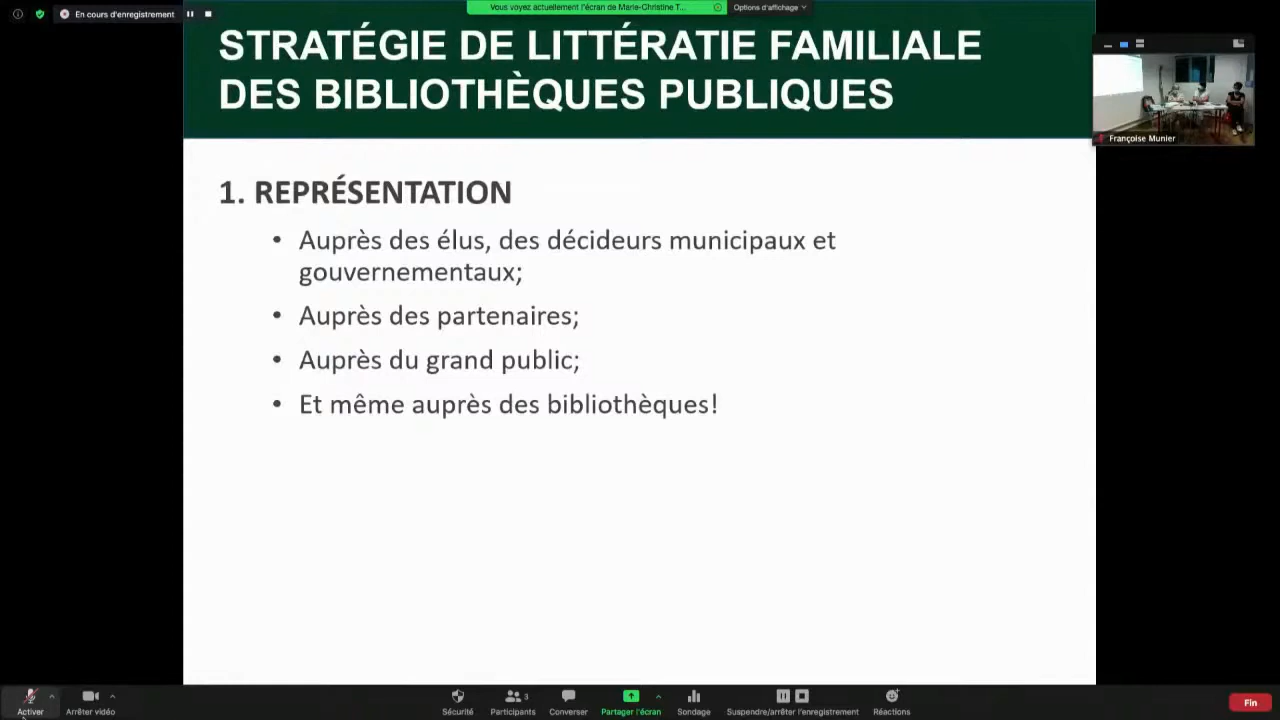 En cours d'enregistrement
Vous voyez actuellement l'écran de Marie-Christine T...
Options d'affichage
STRATÉGIE DE LITTÉRATIE FAMILIALE
DES BIBLIOTHÈQUES PUBLIQUES
Françoise Munier
1. REPRÉSENTATION
• Auprès des élus, des décideurs municipaux et
gouvernementaux;
• Auprès des partenaires;
• Auprès du grand public;
• Et même auprès des bibliothèques!
Activer
Arrêter vidéo
Sécurité
Participants
3
Converser
Partager l'écran
Sondage
Suspendre/arrêter l'enregistrement
Réactions
Fin